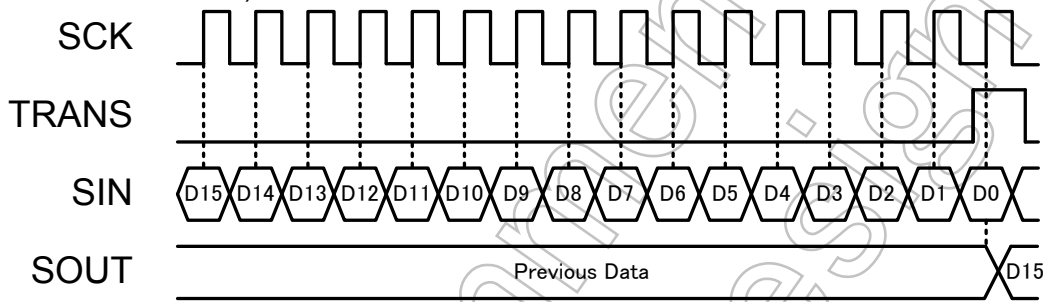 SCK
TRANS
SIN D15 D14 D13 D12 D11 D10 D9 D8 D7 D6 D5 D4 D3 D2 D1 D0
SOUT Previous Data D15